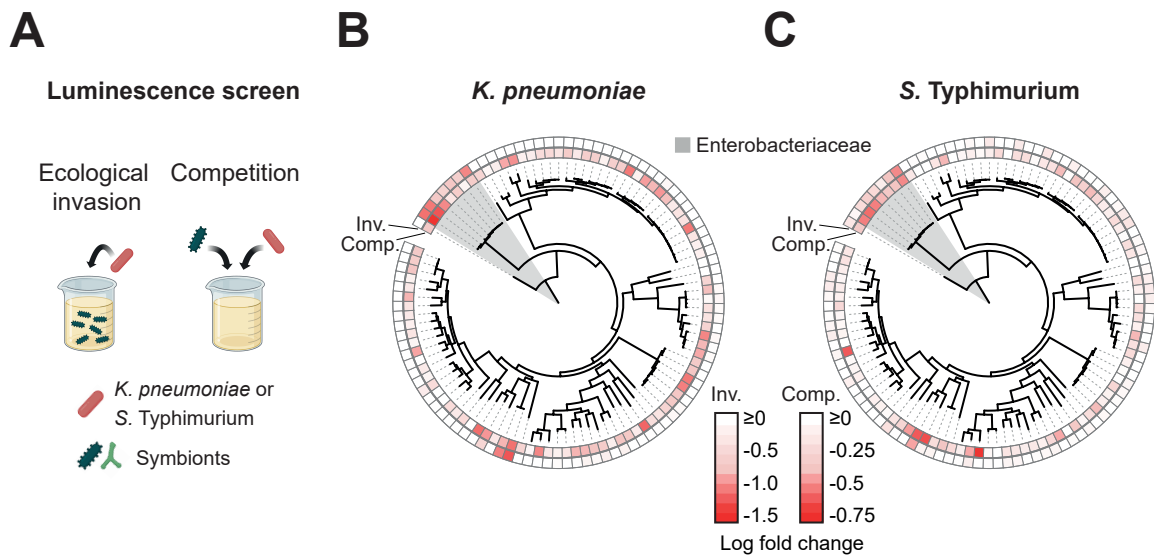 A
Luminescence screen
Ecological
invasion
Competition
K. pneumoniae or
S. Typhimurium
Symbionts
B
K. pneumoniae
Enterobacteriaceae
Inv.
Comp.
Inv.
≥0
-0.5
-1.0
-1.5
Comp.
≥0
-0.25
-0.5
-0.75
Log fold change
C
S. Typhimurium
Inv.
Comp.